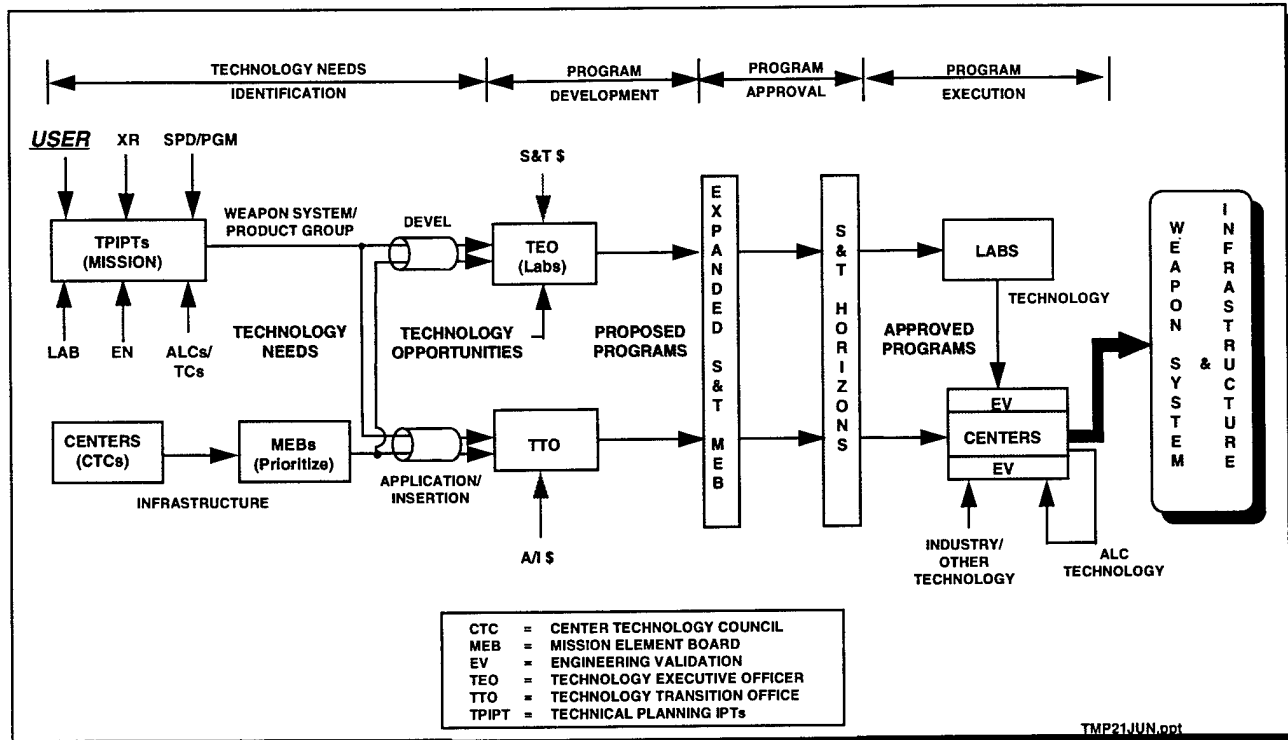 TECHNOLOGY NEEDS
IDENTIFICATION
PROGRAM
DEVELOPMENT
PROGRAM
APPROVAL
PROGRAM
EXECUTION
USER
XR
SPD/PGM
S&T $
WEAPON SYSTEM/
PRODUCT GROUP
DEVEL
TPIPTs
(MISSION)
TEO
(Labs)
LABS
TECHNOLOGY
LAB
EN
ALCs/
TCs
TECHNOLOGY
NEEDS
TECHNOLOGY
OPPORTUNITIES
PROPOSED
PROGRAMS
EXPANDED S&T MEB
S&T HORIZONS
APPROVED
PROGRAMS
WEAPON SYSTEM
&
INFRASTRUCTURE
CENTERS
(CTCs)
MEBs
(Prioritize)
TTO
EV
CENTERS
EV
INFRASTRUCTURE
APPLICATION/
INSERTION
A/I $
INDUSTRY/
OTHER
TECHNOLOGY
ALC
TECHNOLOGY
CTC = CENTER TECHNOLOGY COUNCIL
MEB = MISSION ELEMENT BOARD
EV = ENGINEERING VALIDATION
TEO = TECHNOLOGY EXECUTIVE OFFICER
TTO = TECHNOLOGY TRANSITION OFFICE
TPIPT = TECHNICAL PLANNING IPTs
TMP21JUN.ppt